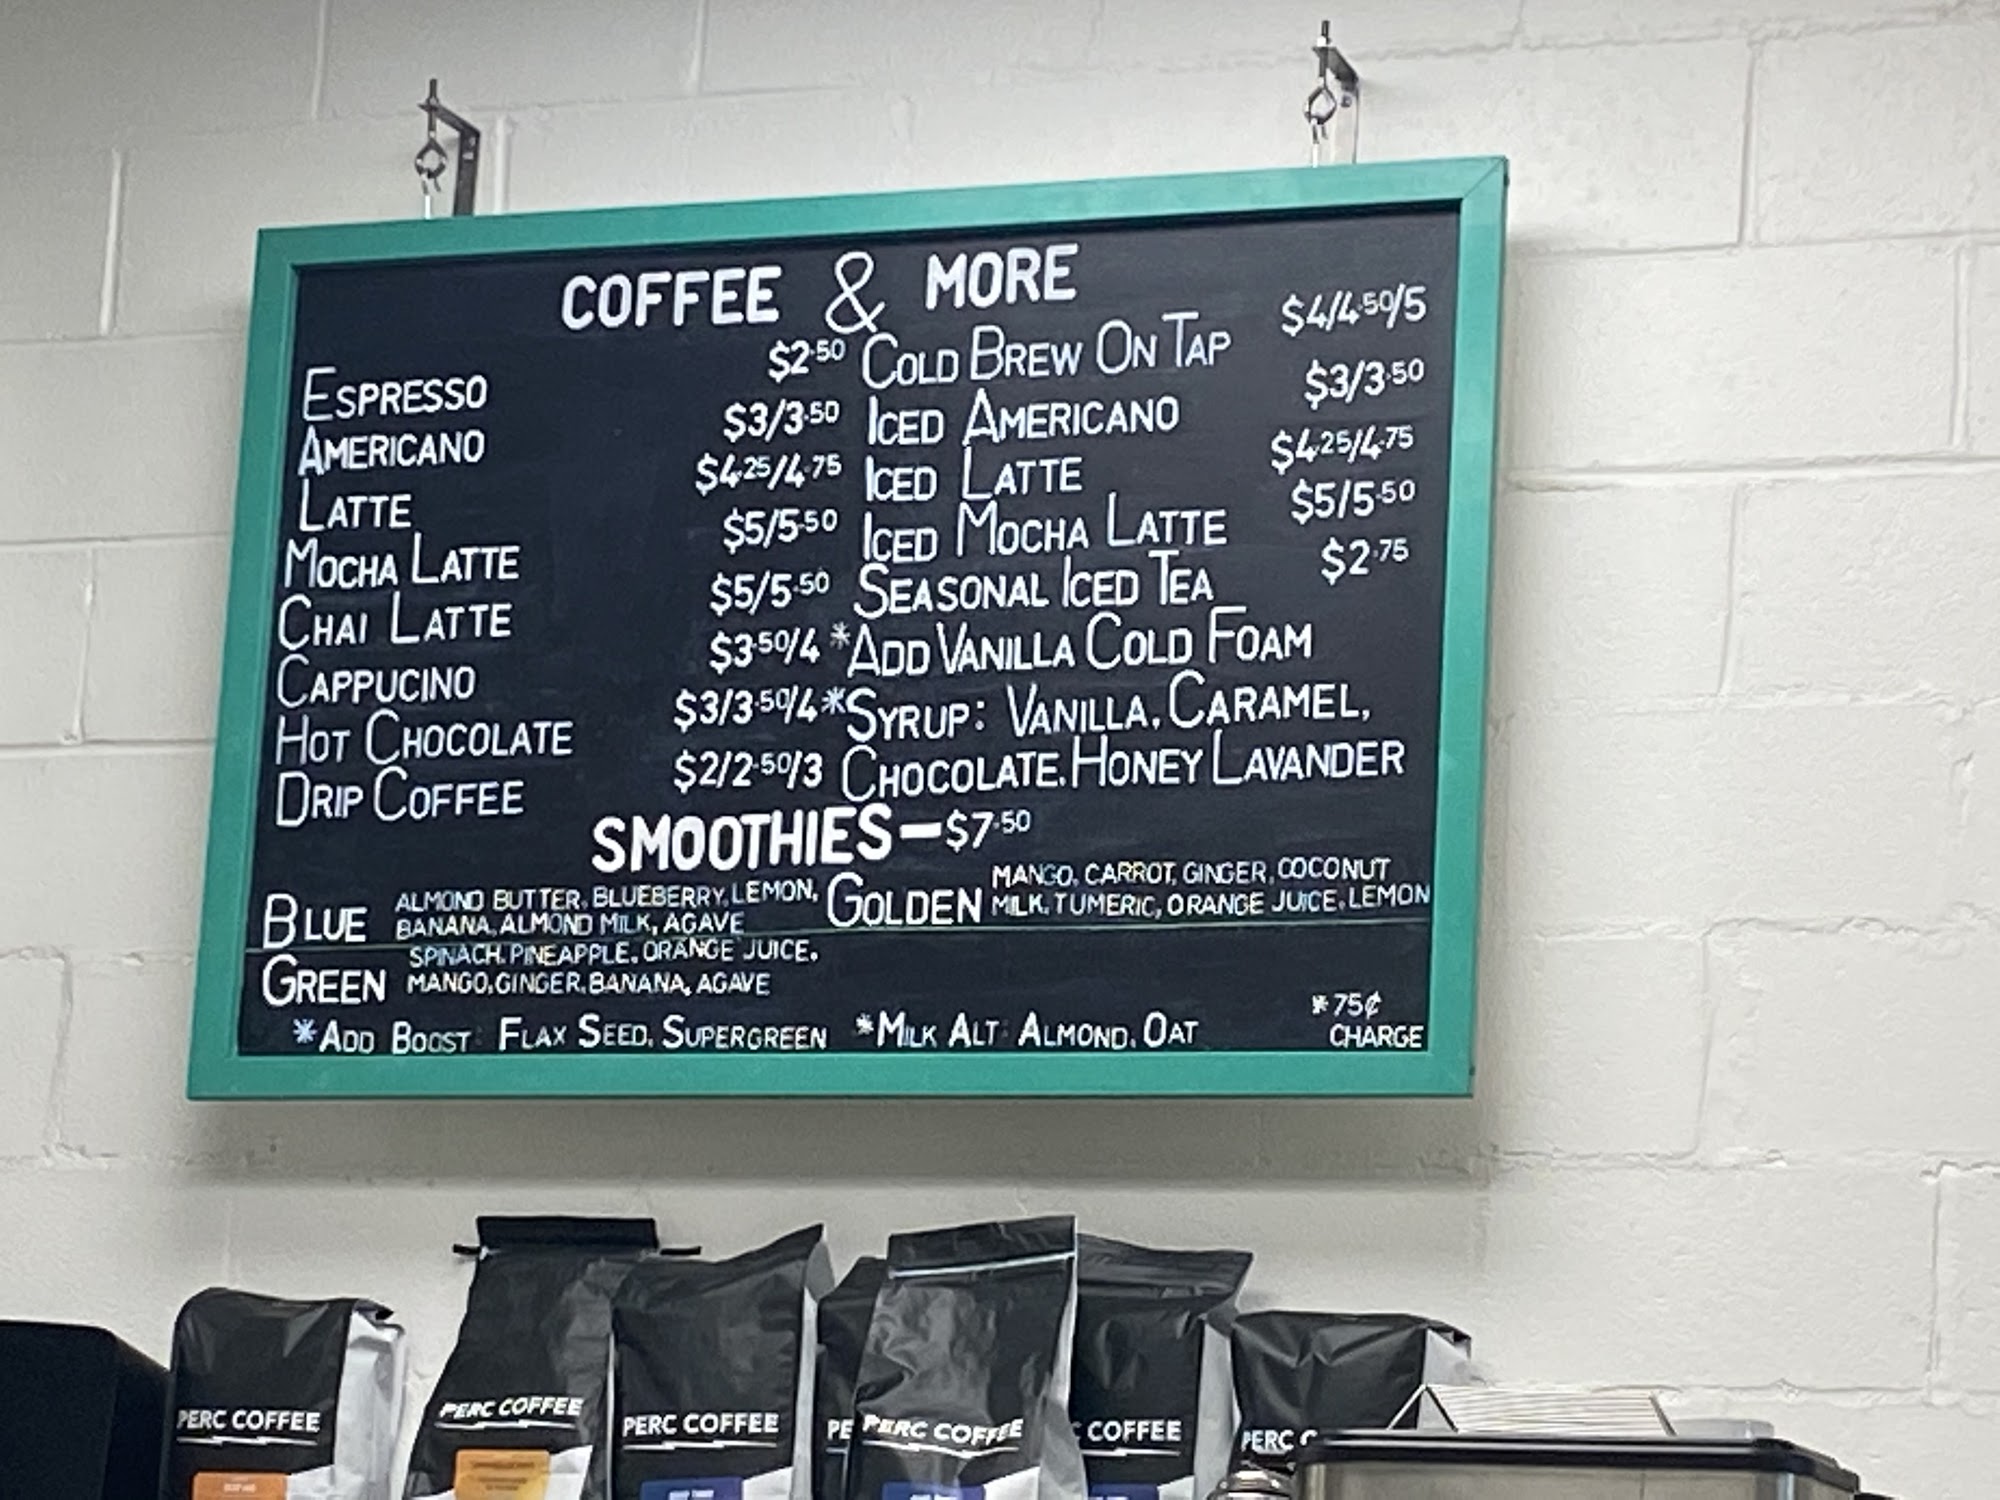 COFFEE & MORE
ESPRESSO $2.50
AMERICANO $3/3.50
LATTE $4.25/4.75
MOCHA LATTE $5/5.50
CHAI LATTE $5/5.50
CAPPUCINO $3.50/4
HOT CHOCOLATE $3/3.50/4
DRIP COFFEE $2/2.50/3
COLD BREW ON TAP $4/4.50/5
ICED AMERICANO $3/3.50
ICED LATTE $4.25/4.75
ICED MOCHA LATTE $5/5.50
SEASONAL ICED TEA $2.75
*ADD VANILLA COLD FOAM
*SYRUP: VANILLA, CARAMEL,
CHOCOLATE, HONEY LAVANDER
SMOOTHIES - $7.50
BLUE ALMOND BUTTER, BLUEBERRY, LEMON,
BANANA, ALMOND MILK, AGAVE
GOLDEN MANGO, CARROT, GINGER, COCONUT
MILK, TUMERIC, ORANGE JUICE, LEMON
GREEN SPINACH, PINEAPPLE, ORANGE JUICE,
MANGO, GINGER, BANANA, AGAVE
*ADD BOOST: FLAX SEED, SUPERGREEN *MILK ALT: ALMOND, OAT
*75¢
CHARGE
PERC COFFEE
PERC COFFEE
PERC COFFEE
PE
PERC COFFEE
C COFFEE
PERC C